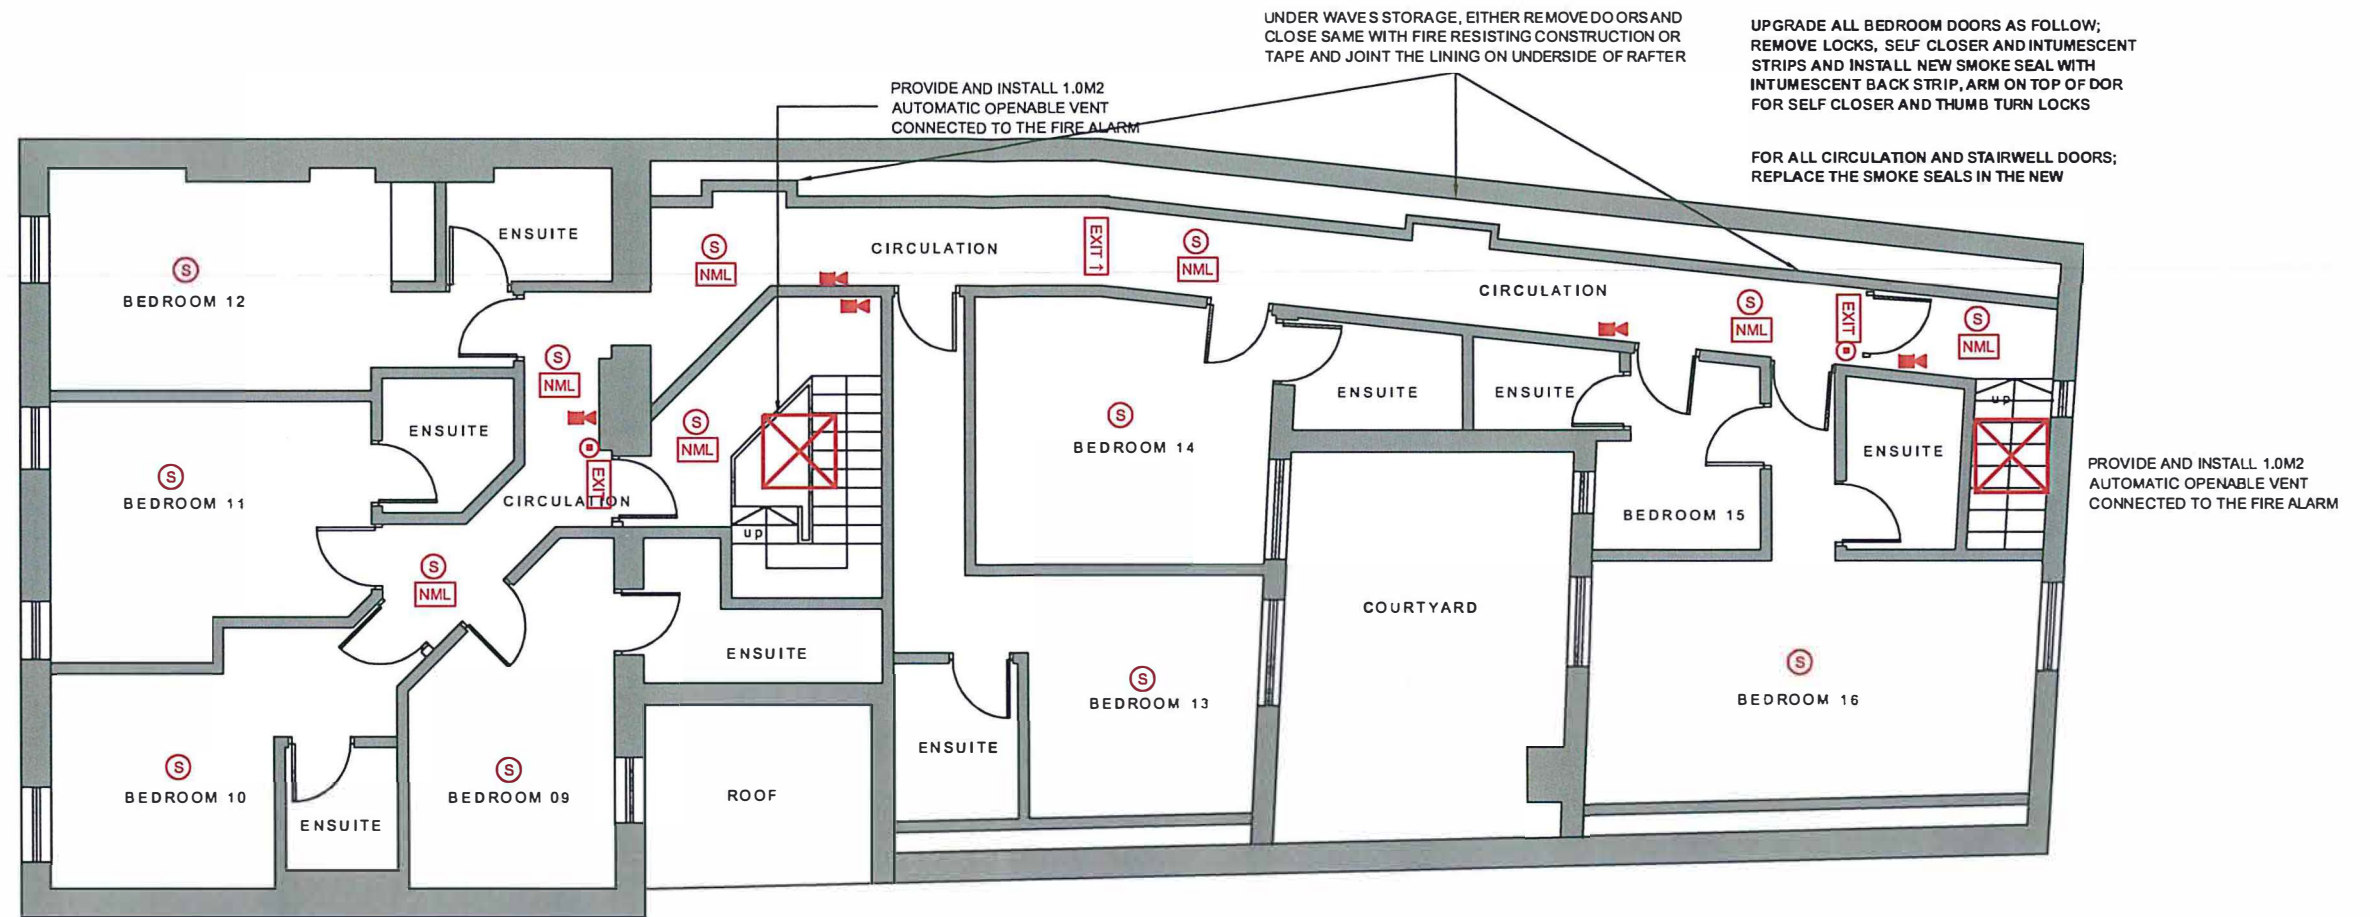 UNDER WAVES STORAGE, EITHER REMOVE DOORS AND
CLOSE SAME WITH FIRE RESISTING CONSTRUCTION OR
TAPE AND JOINT THE LINING ON UNDERSIDE OF RAFTER
UPGRADE ALL BEDROOM DOORS AS FOLLOW;
REMOVE LOCKS, SELF CLOSER AND INTUMESCENT
STRIPS AND INSTALL NEW SMOKE SEAL WITH
INTUMESCENT BACK STRIP, ARM ON TOP OF DOR
FOR SELF CLOSER AND THUMB TURN LOCKS
FOR ALL CIRCULATION AND STAIRWELL DOORS;
REPLACE THE SMOKE SEALS IN THE NEW
PROVIDE AND INSTALL 1.0M2
AUTOMATIC OPENABLE VENT
CONNECTED TO THE FIRE ALARM
ENSUITE
S
BEDROOM 12
S
NML
CIRCULATION
EXIT ↑
S
NML
CIRCULATION
S
NML
EXIT
S
NML
S
NML
ENSUITE
S
BEDROOM 11
S
NML
EXIT
CIRCULATION
up
S
BEDROOM 14
ENSUITE
ENSUITE
BEDROOM 15
ENSUITE
up
PROVIDE AND INSTALL 1.0M2
AUTOMATIC OPENABLE VENT
CONNECTED TO THE FIRE ALARM
S
NML
ENSUITE
COURTYARD
S
BEDROOM 13
S
BEDROOM 16
ENSUITE
S
BEDROOM 10
ENSUITE
S
BEDROOM 09
ROOF